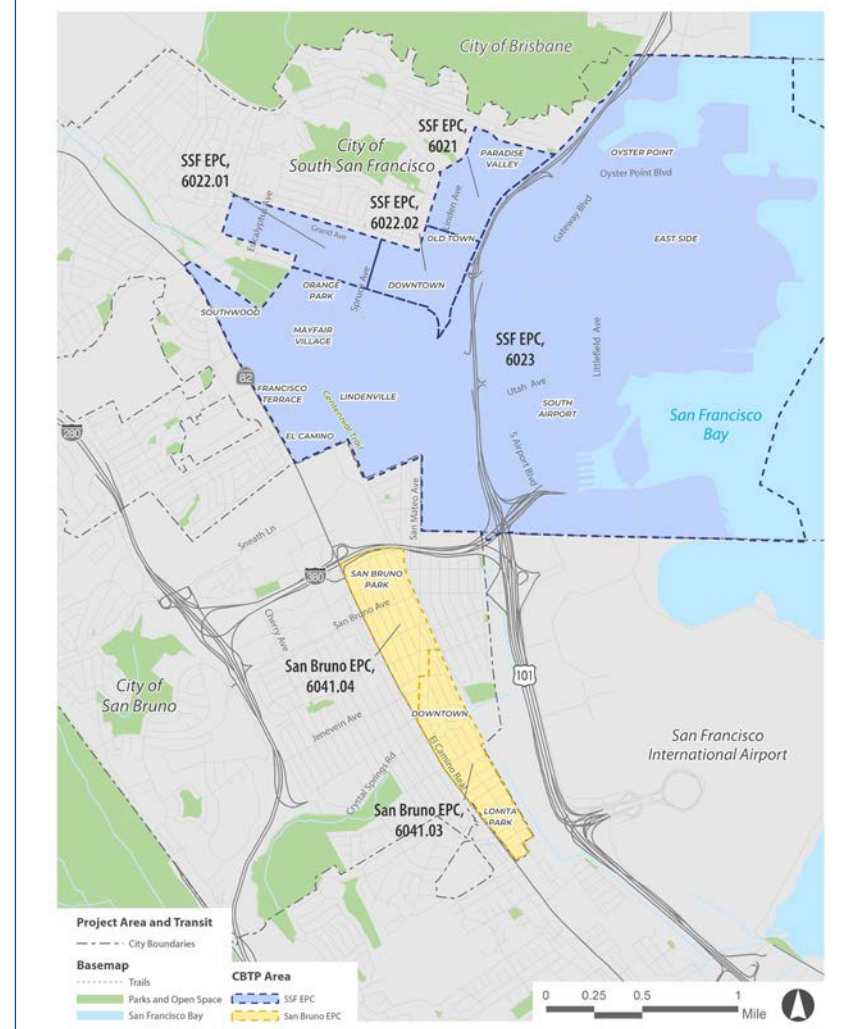 City of Brisbane
SSF EPC,
6021
City of
South San Francisco
PARADISE
VALLEY
OYSTER POINT
Oyster Point Blvd
SSF EPC,
6022.01
SSF EPC,
6022.02
Eucalyptus Ave
Grand Ave
Linden Ave
Gateway Blvd
OLD TOWN
EAST SIDE
ORANGE
PARK
Spruce Ave
DOWNTOWN
SOUTHWOOD
MAYFAIR
VILLAGE
SSF EPC,
6023
Littlefield Ave
82
FRANCISCO
TERRACE
LINDENVILLE
Centennial Trail
Utah Ave
SOUTH
AIRPORT
San Francisco
Bay
280
EL CAMINO
S Airport Blvd
San Mateo Ave
Sneath Ln
380
SAN BRUNO
PARK
Cherry Ave
San Bruno Ave
San Bruno EPC,
6041.04
101
City of
San Bruno
DOWNTOWN
Jenevein Ave
El Camino Real
San Francisco
International Airport
Crystal Springs Rd
San Bruno EPC,
6041.03
LOMITA
PARK
Project Area and Transit
City Boundaries
Basemap
Trails
Parks and Open Space
San Francisco Bay
CBTP Area
SSF EPC
San Bruno EPC
0 0.25 0.5 1
Mile